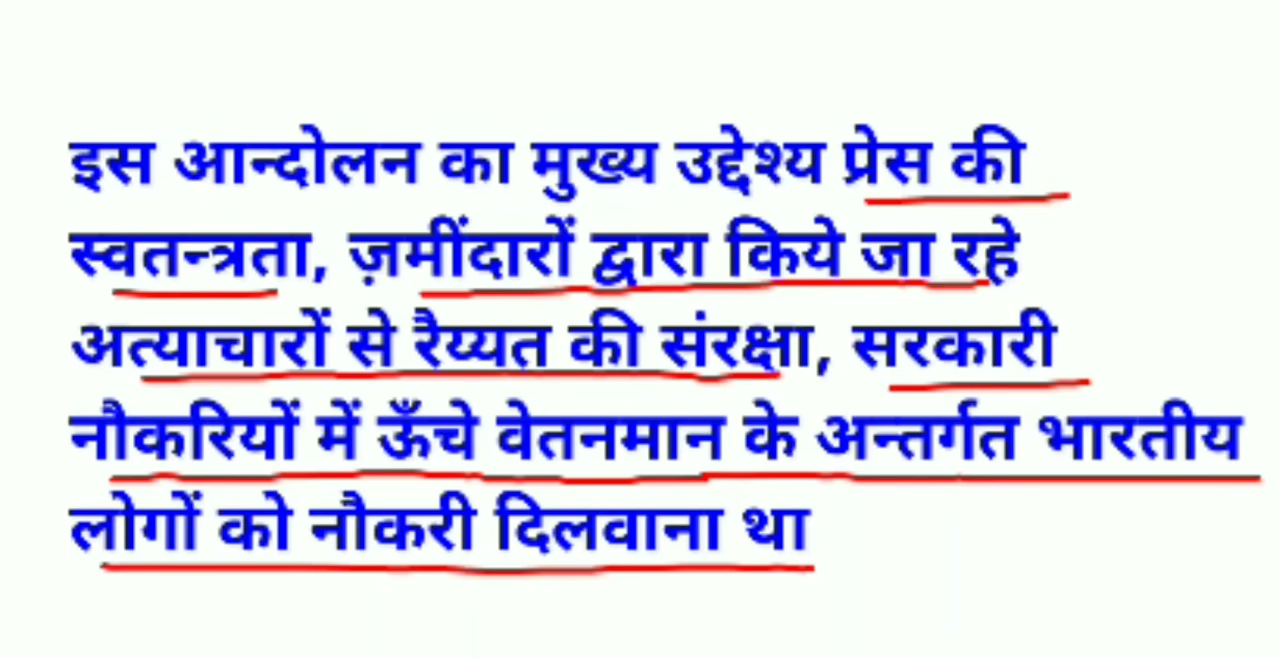 इस आन्दोलन का मुख्य उद्देश्य प्रेस की
स्वतन्त्रता, ज़मींदारों द्वारा किये जा रहे
अत्याचारों से रैय्यत की संरक्षा, सरकारी
नौकरियों में ऊँचे वेतनमान के अन्तर्गत भारतीय
लोगों को नौकरी दिलवाना था